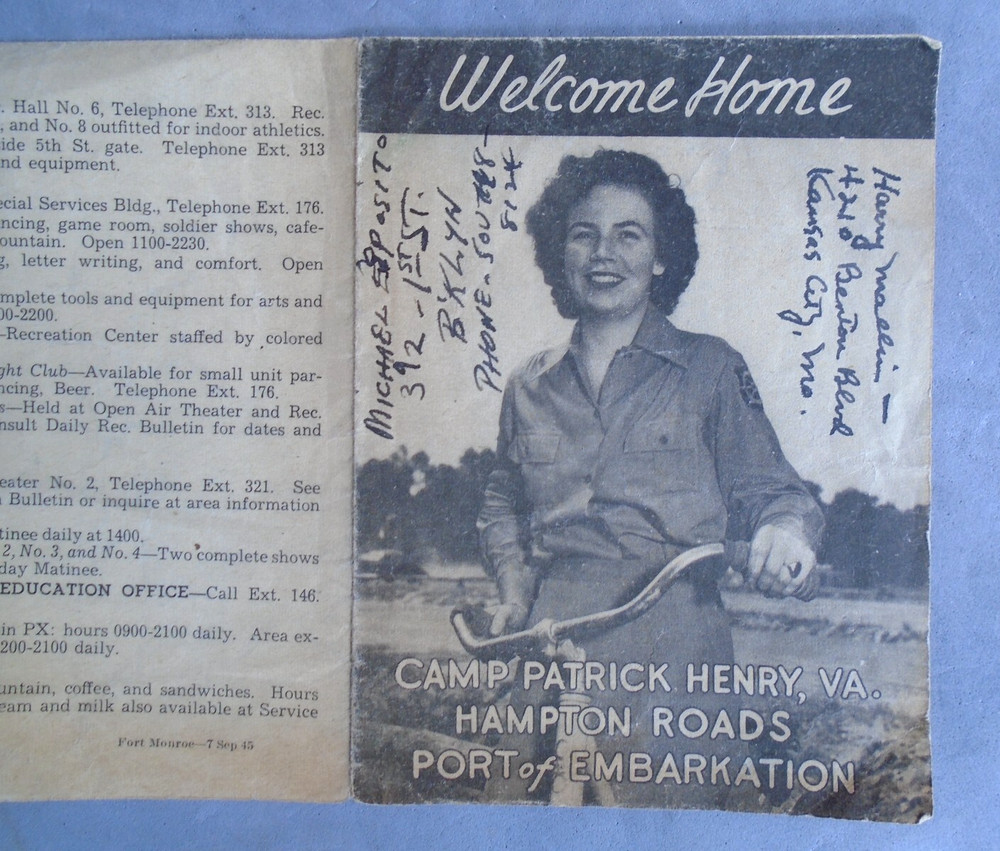 . Hall No. 6, Telephone Ext. 313. Rec.
, and No. 8 outfitted for indoor athletics.
ide 5th St. gate. Telephone Ext. 313
nd equipment.
ecial Services Bldg., Telephone Ext. 176.
ncing, game room, soldier shows, cafe-
ountain. Open 1100-2230.
g, letter writing, and comfort. Open
mplete tools and equipment for arts and
00-2200.
—Recreation Center staffed by colored
ght Club—Available for small unit par-
ncing, Beer. Telephone Ext. 176.
s—Held at Open Air Theater and Rec.
nsult Daily Rec. Bulletin for dates and
eater No. 2, Telephone Ext. 321. See
Bulletin or inquire at area information
tinee daily at 1400.
2, No. 3, and No. 4—Two complete shows
day Matinee.
EDUCATION OFFICE—Call Ext. 146.
in PX: hours 0900-2100 daily. Area ex-
200-2100 daily.
untain, coffee, and sandwiches. Hours
eam and milk also available at Service
Fort Monroe—7 Sep 45
Welcome Home
MICHEL ESPOSITO
392-1ST ST.
B'KLYN
PHONE-SOUTH8-
8124
Harry
4210 Benton Blvd
Kansas City, Mo.
CAMP PATRICK HENRY, VA.
HAMPTON ROADS
PORT of EMBARKATION